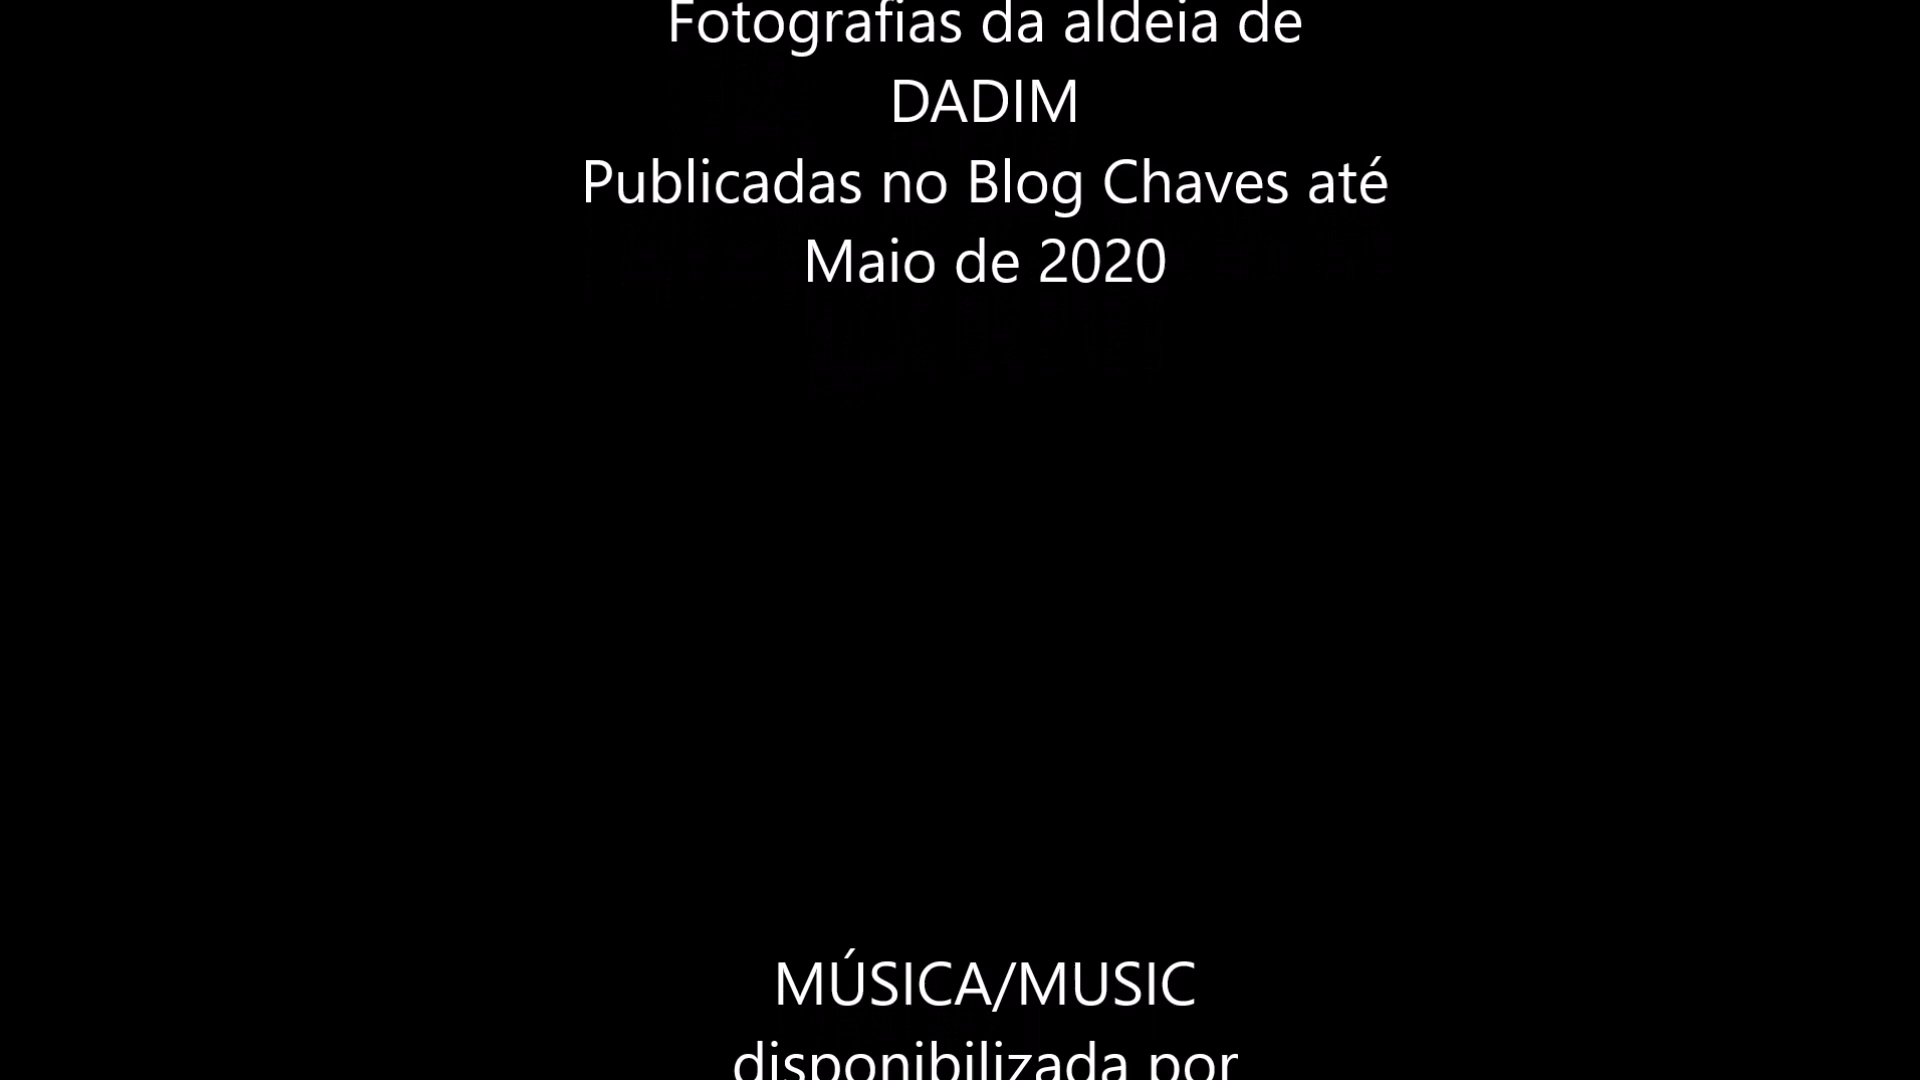 Fotografias da aldeia de
DADIM
Publicadas no Blog Chaves até
Maio de 2020
MÚSICA/MUSIC
disponibilizada por